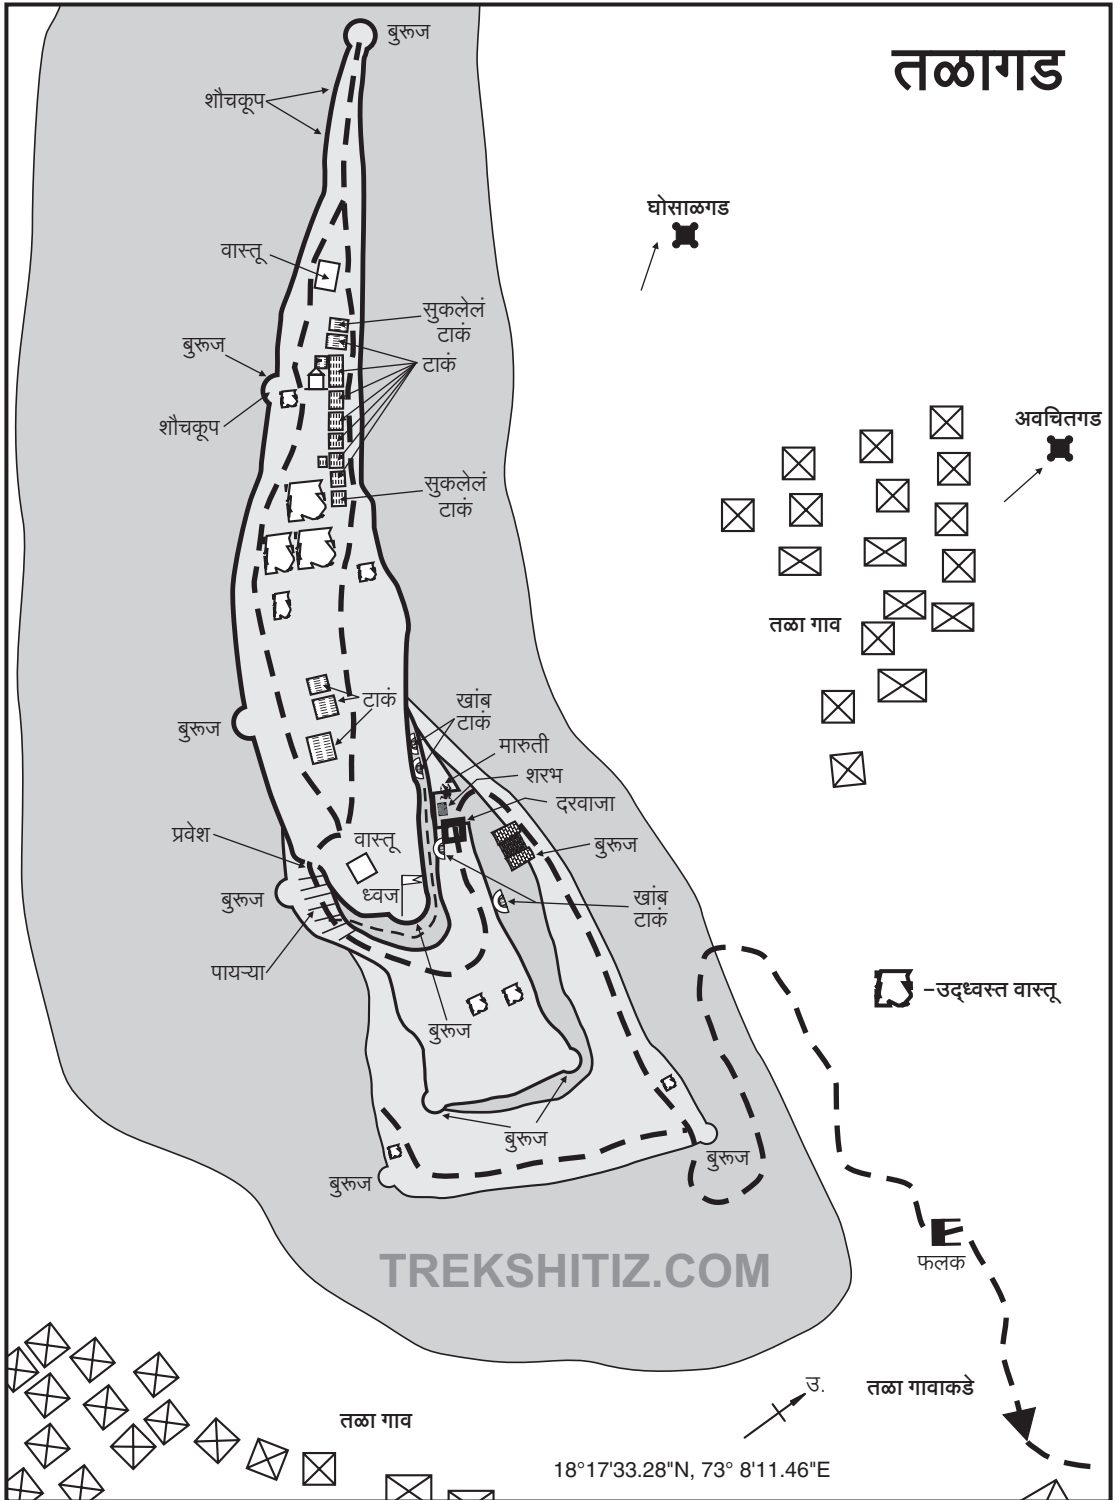 बुरूज
तळागड
शौचकूप
घोसाळगड
वास्तू
सुकलेलं
टाकं
बुरूज
टाकं
शौचकूप
अवचितगड
सुकलेलं
टाकं
तळा गाव
टाकं
खांब
टाकं
बुरूज
मारुती
शरभ
दरवाजा
प्रवेश
वास्तू
बुरूज
बुरूज
ध्वज
खांब
टाकं
पायऱ्या
-उद्ध्वस्त वास्तू
बुरूज
बुरूज
बुरूज
बुरूज
फलक
TREKSHITIZ.COM
उ.
तळा गावाकडे
तळा गाव
18°17'33.28"N, 73° 8'11.46"E